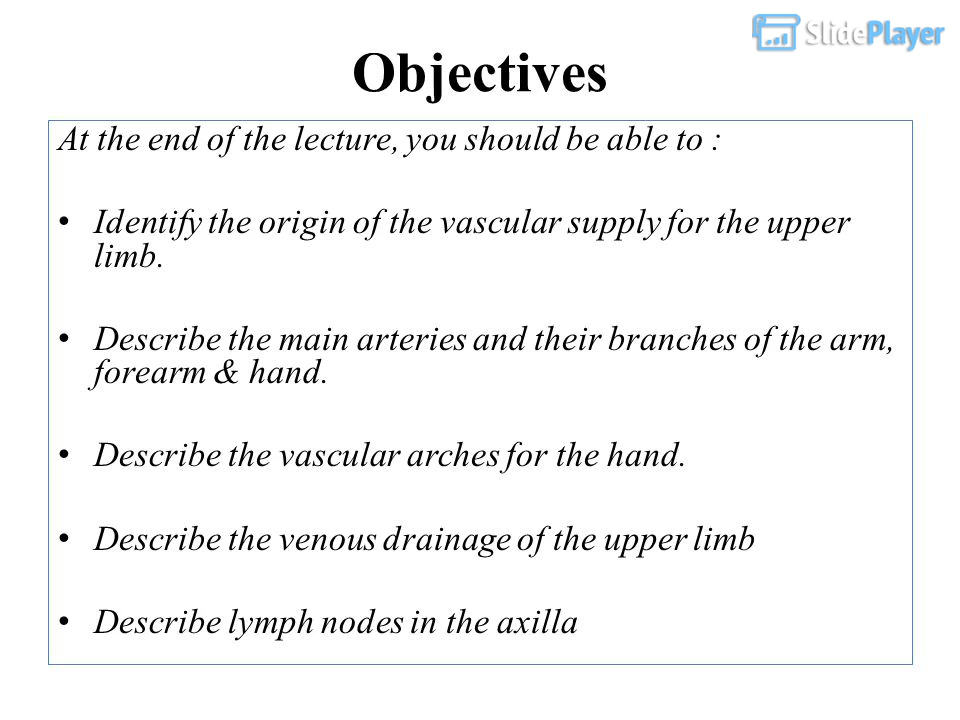 SlidePlayer
Objectives
At the end of the lecture, you should be able to :
• Identify the origin of the vascular supply for the upper
limb.
• Describe the main arteries and their branches of the arm,
forearm & hand.
• Describe the vascular arches for the hand.
• Describe the venous drainage of the upper limb
• Describe lymph nodes in the axilla